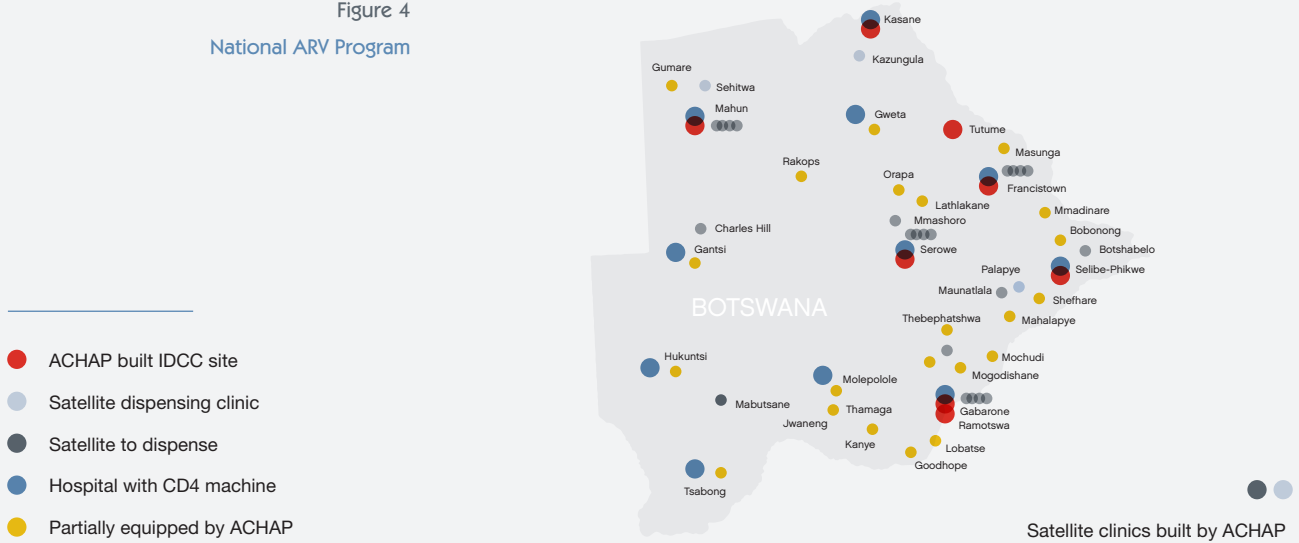 Figure 4
National ARV Program
Kasane
Kazungula
Gumare
Sehitwa
Mahun
Gweta
Tutume
Masunga
Rakops
Orapa
Francistown
Lathlakane
Mmadinare
Mmashoro
Charles Hill
Bobonong
Gantsi
Serowe
Botshabelo
Palapye
Selibe-Phikwe
Maunatlala
Shefhare
BOTSWANA
Thebephatshwa
Mahalapye
ACHAP built IDCC site
Hukuntsi
Mochudi
Mogodishane
Molepolole
Satellite dispensing clinic
Mabutsane
Thamaga
Gabarone
Jwaneng
Ramotswa
Satellite to dispense
Kanye
Lobatse
Goodhope
Hospital with CD4 machine
Tsabong
Partially equipped by ACHAP
Satellite clinics built by ACHAP